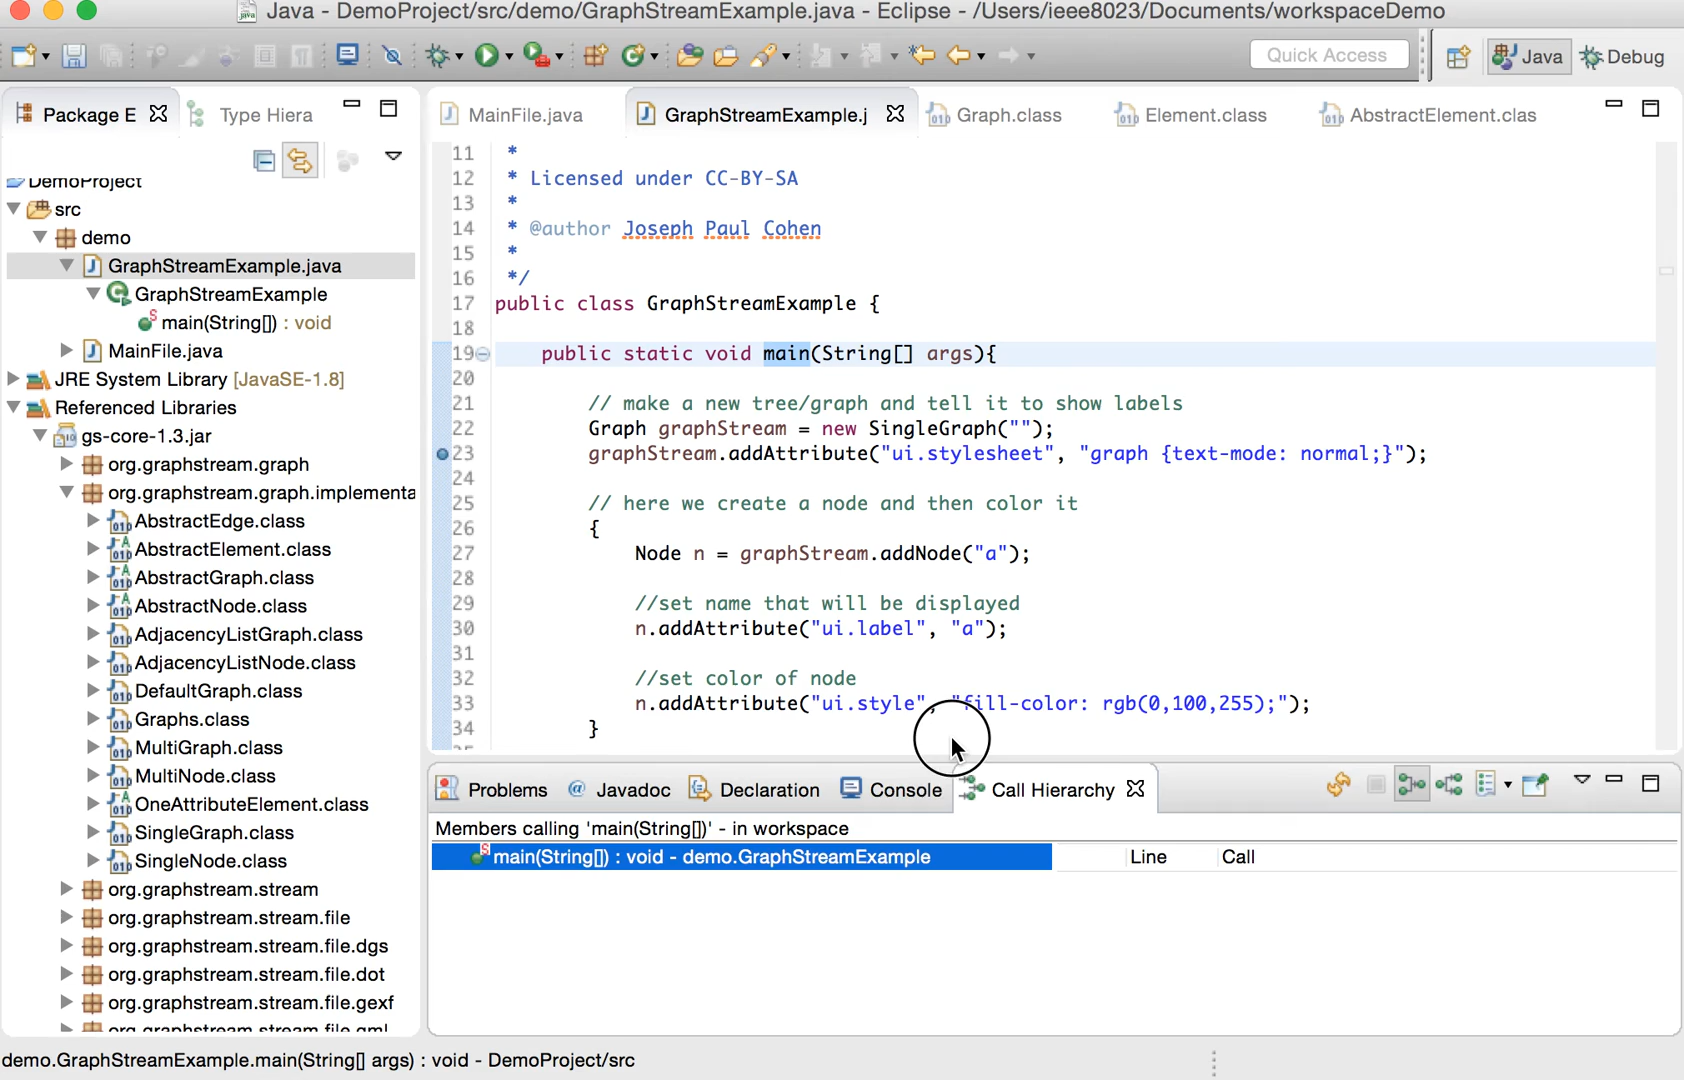 Java - DemoProject/src/demo/GraphStreamExample.java - Eclipse - /Users/ieee8023/Documents/workspaceDemo
Quick Access
Java
Debug
Package E
Type Hiera
MainFile.java
GraphStreamExample.j
Graph.class
Element.class
AbstractElement.clas
DemoProject
src
demo
GraphStreamExample.java
GraphStreamExample
main(String[]) : void
MainFile.java
JRE System Library [JavaSE-1.8]
Referenced Libraries
gs-core-1.3.jar
org.graphstream.graph
org.graphstream.graph.implementa
AbstractEdge.class
AbstractElement.class
AbstractGraph.class
AbstractNode.class
AdjacencyListGraph.class
AdjacencyListNode.class
DefaultGraph.class
Graphs.class
MultiGraph.class
MultiNode.class
OneAttributeElement.class
SingleGraph.class
SingleNode.class
org.graphstream.stream
org.graphstream.stream.file
org.graphstream.stream.file.dgs
org.graphstream.stream.file.dot
org.graphstream.stream.file.gexf
org.graphstream.stream.file.gml
11 *
12 * Licensed under CC-BY-SA
13 *
14 * @author Joseph Paul Cohen
15 *
16 */
17 public class GraphStreamExample {
18
19 public static void main(String[] args){
20
21 // make a new tree/graph and tell it to show labels
22 Graph graphStream = new SingleGraph("");
23 graphStream.addAttribute("ui.stylesheet", "graph {text-mode: normal;}");
24
25 // here we create a node and then color it
26 {
27 Node n = graphStream.addNode("a");
28
29 //set name that will be displayed
30 n.addAttribute("ui.label", "a");
31
32 //set color of node
33 n.addAttribute("ui.style", "fill-color: rgb(0,100,255);");
34 }
Problems
@ Javadoc
Declaration
Console
Call Hierarchy
Members calling 'main(String[])' - in workspace
main(String[]) : void - demo.GraphStreamExample
Line
Call
demo.GraphStreamExample.main(String[] args) : void - DemoProject/src